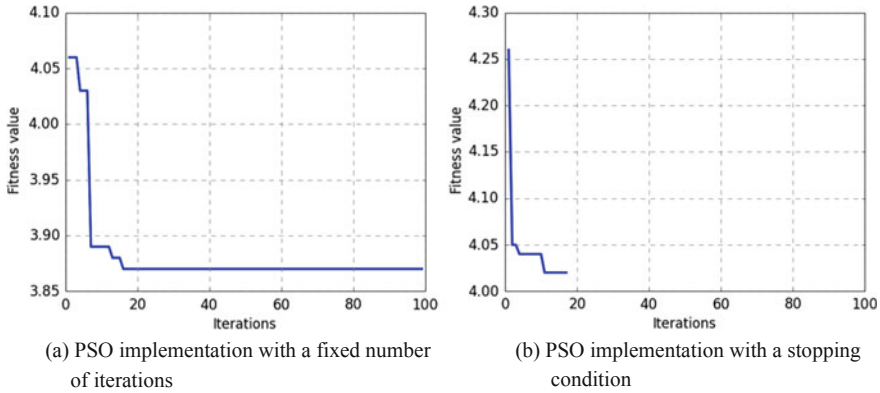 4.10
4.05
4.00
3.95
3.90
3.85
Fitness value
0 20 40 60 80 100
Iterations
(a) PSO implementation with a fixed number
of iterations
4.30
4.25
4.20
4.15
4.10
4.05
4.00
Fitness value
0 20 40 60 80 100
Iterations
(b) PSO implementation with a stopping
condition